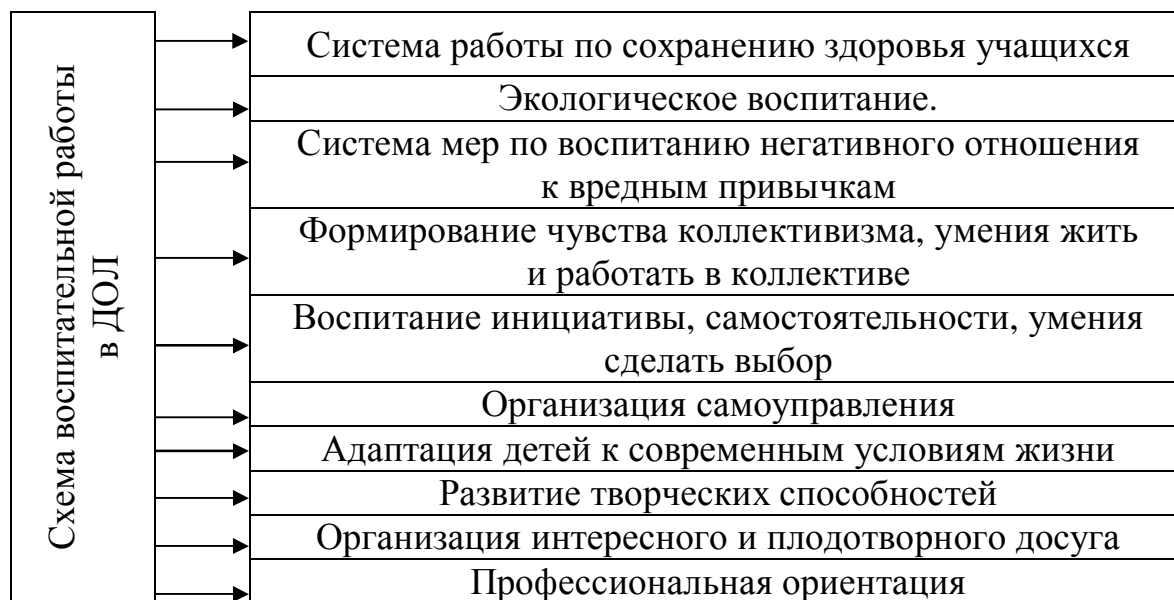 Схема воспитательной работы
в ДОЛ
Система работы по сохранению здоровья учащихся
Экологическое воспитание.
Система мер по воспитанию негативного отношения
к вредным привычкам
Формирование чувства коллективизма, умения жить
и работать в коллективе
Воспитание инициативы, самостоятельности, умения
сделать выбор
Организация самоуправления
Адаптация детей к современным условиям жизни
Развитие творческих способностей
Организация интересного и плодотворного досуга
Профессиональная ориентация